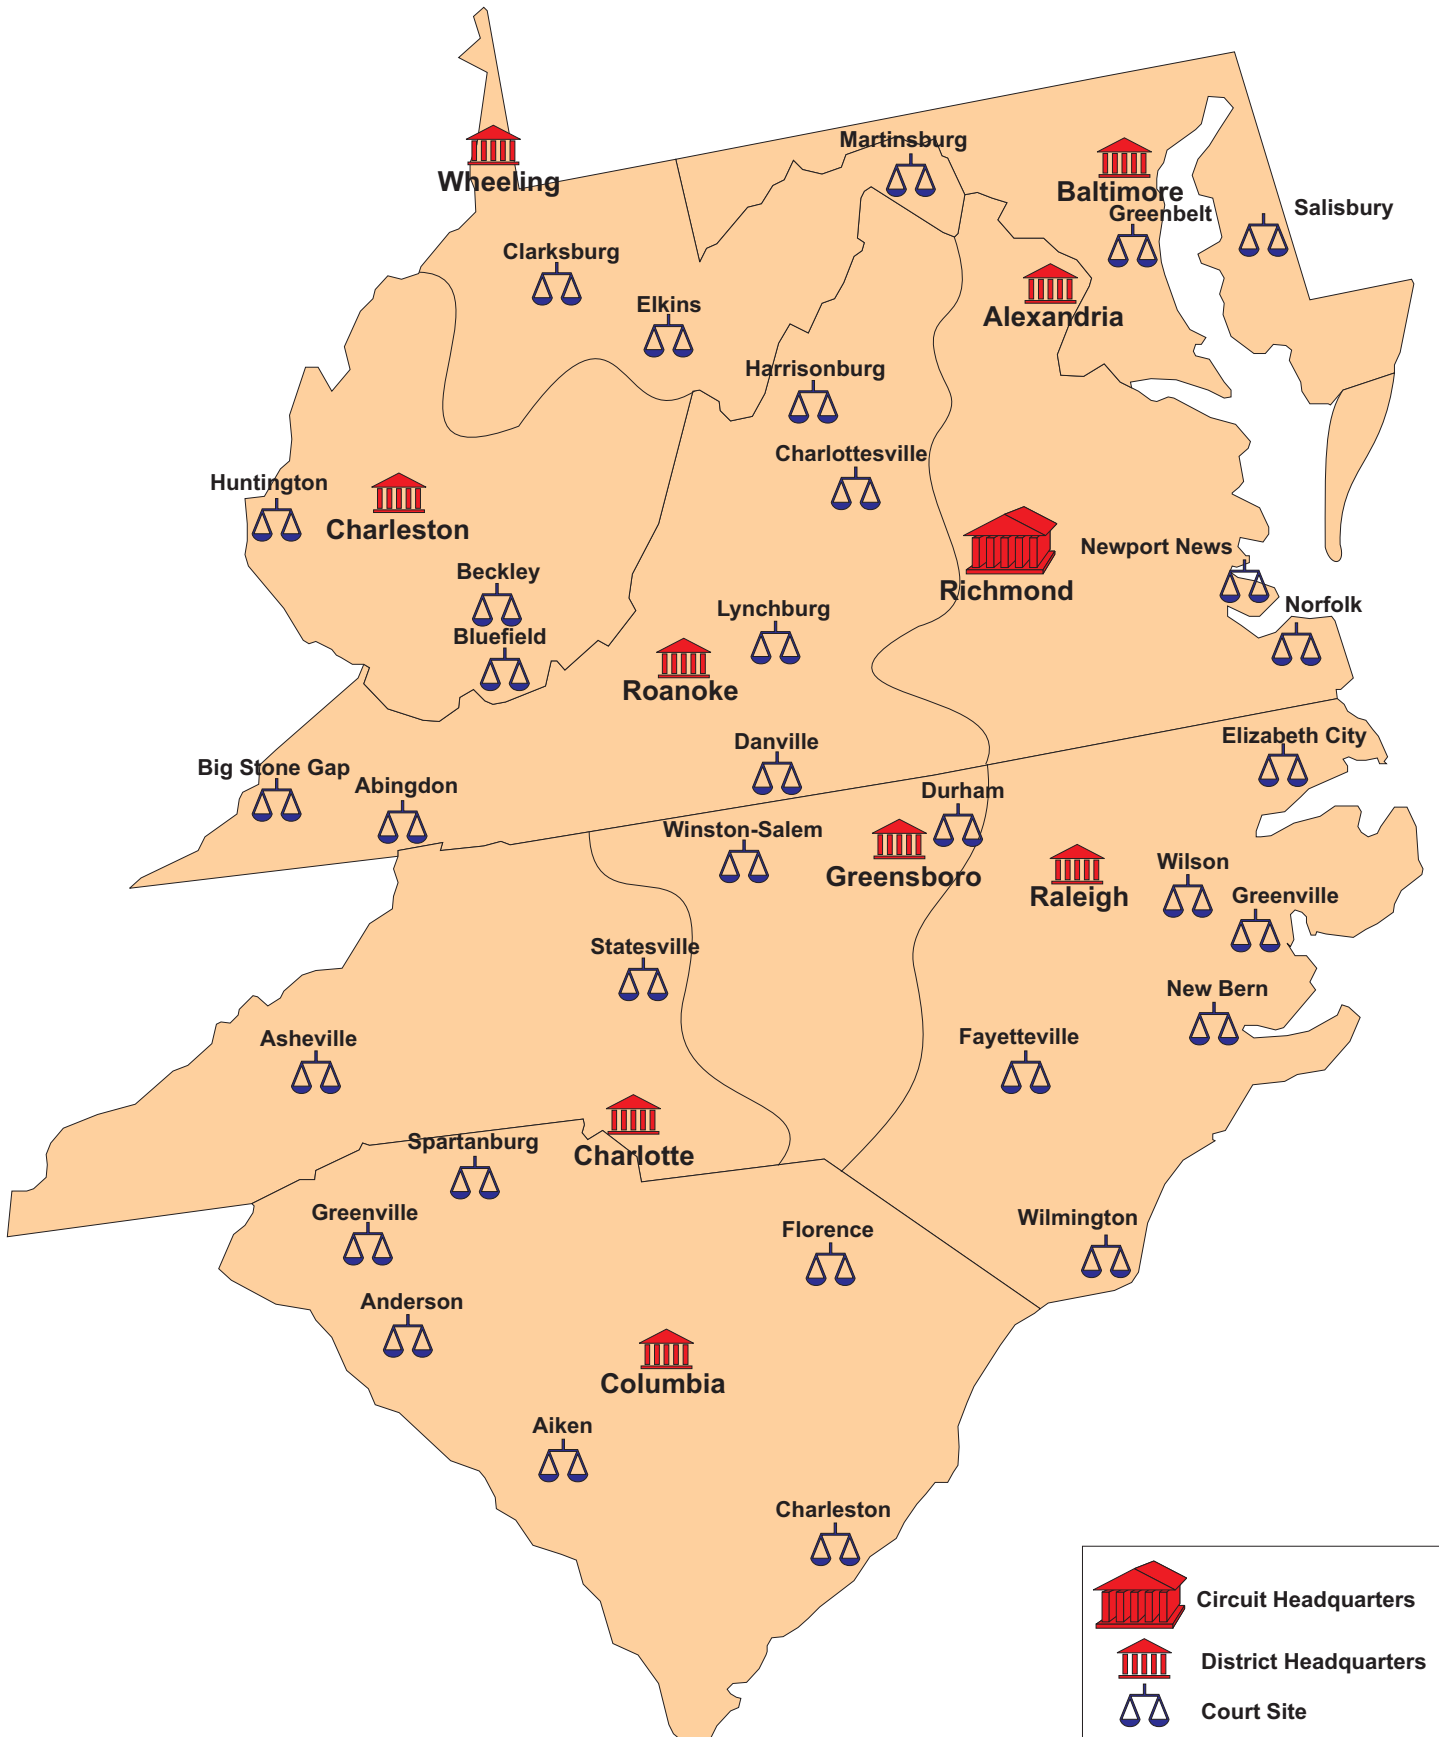 Martinsburg
Wheeling
Baltimore
Greenbelt
Salisbury
Clarksburg
Elkins
Alexandria
Harrisonburg
Charlottesville
Huntington
Charleston
Newport News
Beckley
Richmond
Lynchburg
Norfolk
Bluefield
Roanoke
Elizabeth City
Danville
Big Stone Gap
Abingdon
Durham
Winston-Salem
Wilson
Greensboro
Raleigh
Greenville
Statesville
New Bern
Asheville
Fayetteville
Spartanburg
Charlotte
Greenville
Wilmington
Florence
Anderson
Columbia
Aiken
Charleston
Circuit Headquarters
District Headquarters
Court Site